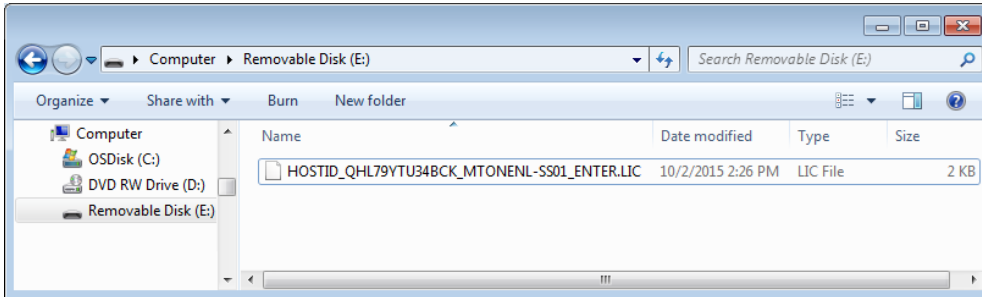 Computer Removable Disk (E:) Search Removable Disk (E:)
Organize Share with Burn New folder
Computer
OSDisk (C:)
DVD RW Drive (D:)
Removable Disk (E:)
Name Date modified Type Size
HOSTID_QHL79YTU34BCK_MTONENL-SS01_ENTER.LIC 10/2/2015 2:26 PM LIC File 2 KB